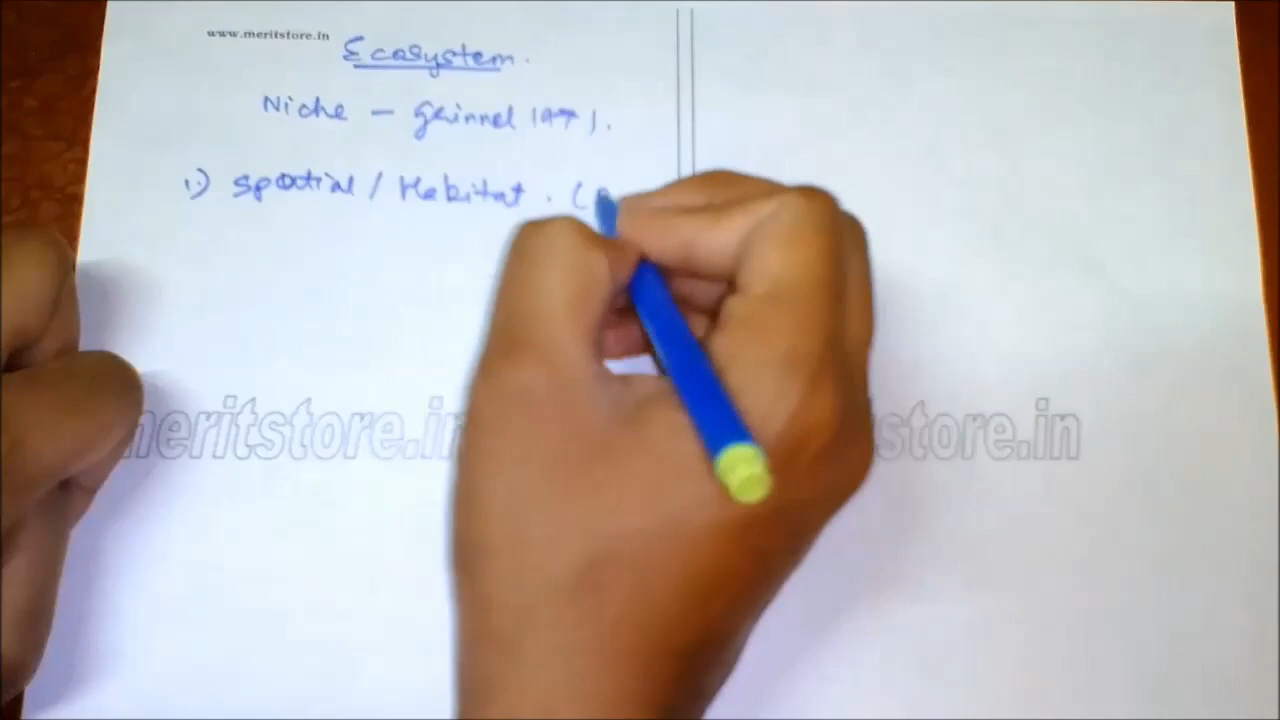 www.meritstore.in
Ecosystem.
Niche – Grinnel 1917).
1.) Spatial / Habitat . (
meritstore.in
store.in